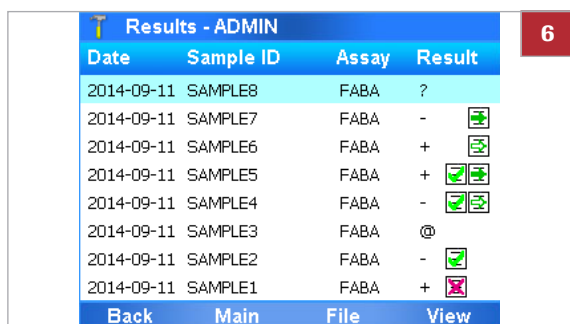 Results - ADMIN
6
Date Sample ID Assay Result
2014-09-11 SAMPLE8 FABA ?
2014-09-11 SAMPLE7 FABA -
2014-09-11 SAMPLE6 FABA +
2014-09-11 SAMPLE5 FABA +
2014-09-11 SAMPLE4 FABA -
2014-09-11 SAMPLE3 FABA @
2014-09-11 SAMPLE2 FABA -
2014-09-11 SAMPLE1 FABA +
Back Main File View